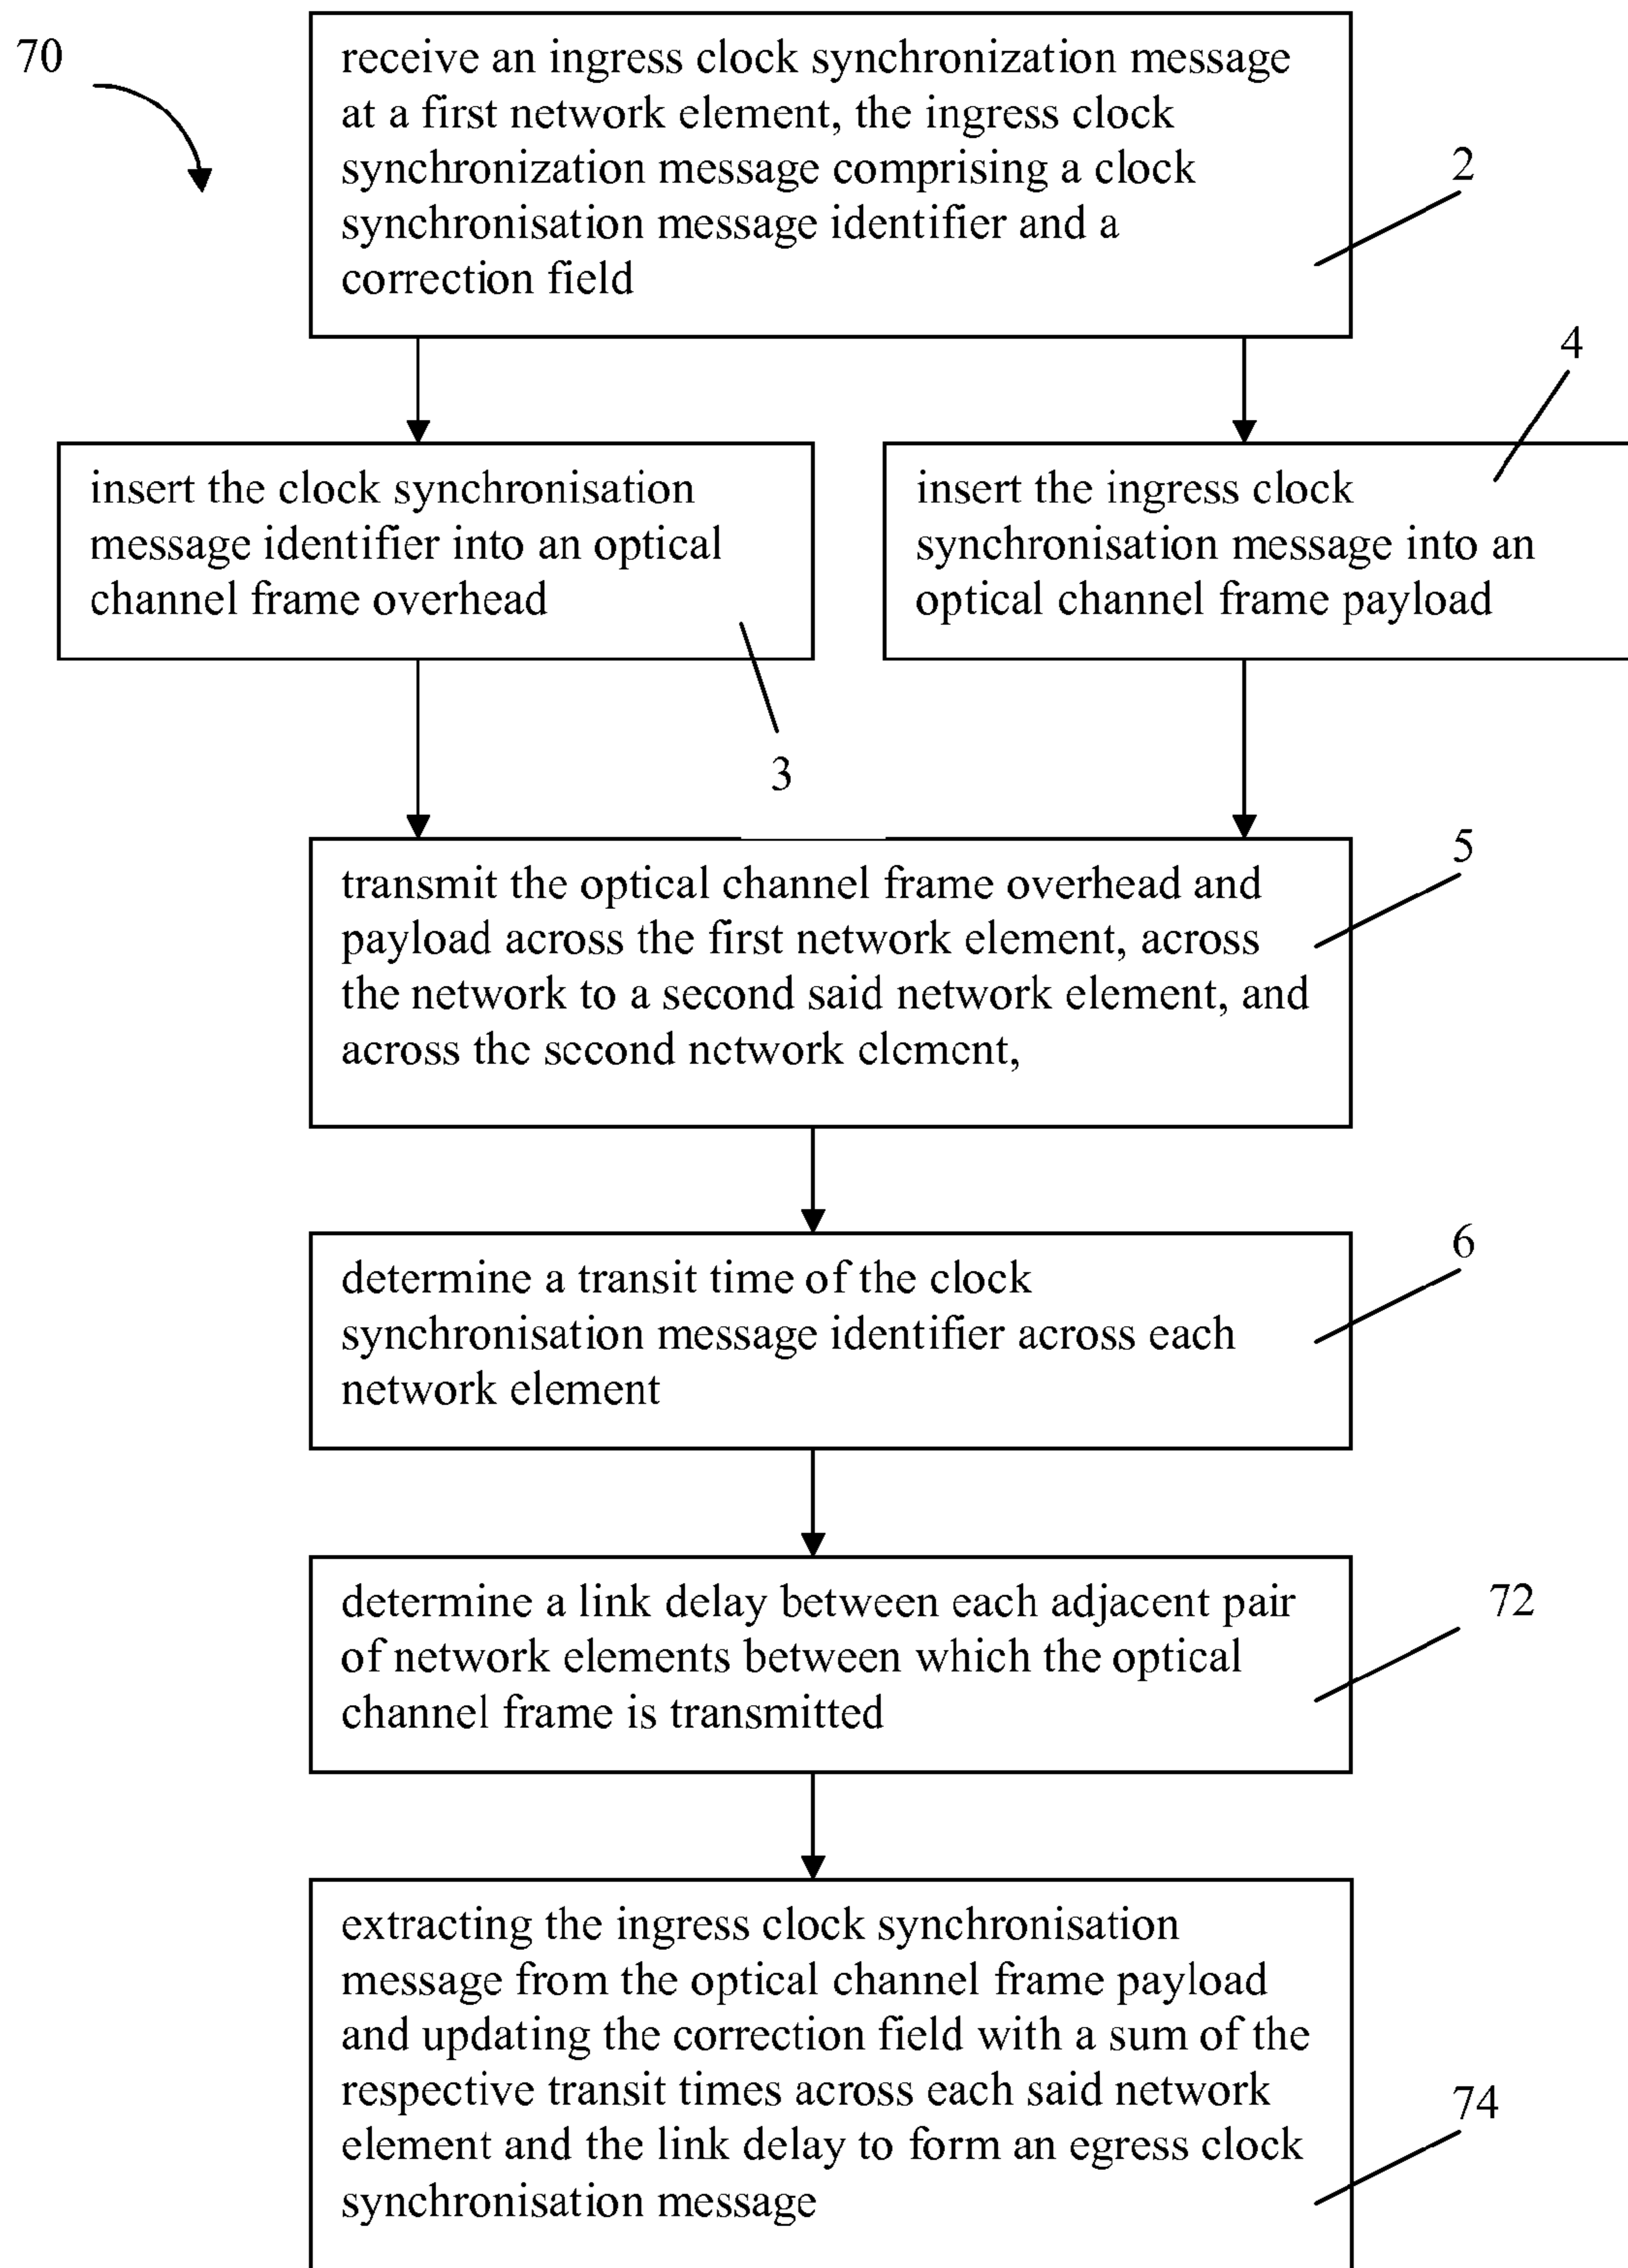 70
receive an ingress clock synchronization message
at a first network element, the ingress clock
synchronization message comprising a clock
synchronisation message identifier and a
correction field
2
4
insert the clock synchronisation
message identifier into an optical
channel frame overhead
3
insert the ingress clock
synchronisation message into an
optical channel frame payload
5
transmit the optical channel frame overhead and
payload across the first network element, across
the network to a second said network element, and
across the second network element,
6
determine a transit time of the clock
synchronisation message identifier across each
network element
72
determine a link delay between each adjacent pair
of network elements between which the optical
channel frame is transmitted
extracting the ingress clock synchronisation
message from the optical channel frame payload
and updating the correction field with a sum of the
respective transit times across each said network
element and the link delay to form an egress clock
synchronisation message
74